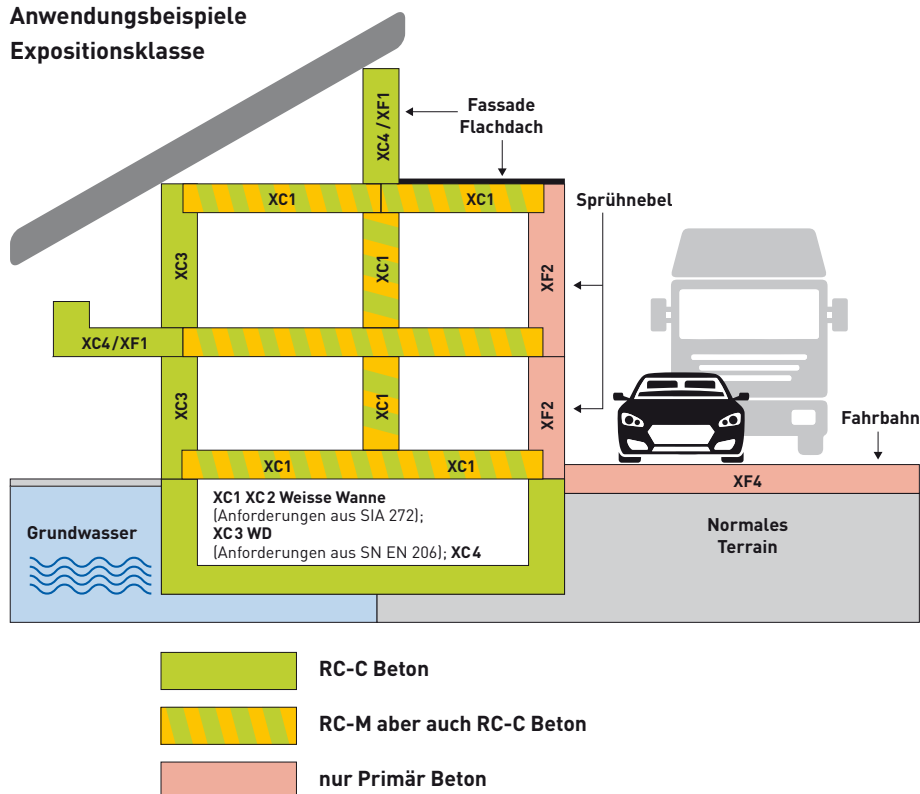 Anwendungsbeispiele
Expositionsklasse
XC4/XF1
Fassade
Flachdach
XC1
XC1
Sprühnebel
XC3
XC1
XF2
XC4/XF1
XC3
XC1
XF2
Fahrbahn
XC1
XC1
XF4
XC1 XC2 Weisse Wanne
(Anforderungen aus SIA 272);
XC3 WD
(Anforderungen aus SN EN 206); XC4
Grundwasser
Normales
Terrain
RC-C Beton
RC-M aber auch RC-C Beton
nur Primär Beton